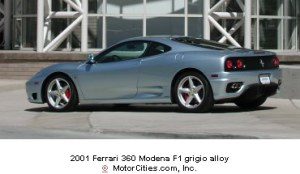 2001 Ferrari 360 Modena F1 grigio alloy
© MotorCities.com, Inc.